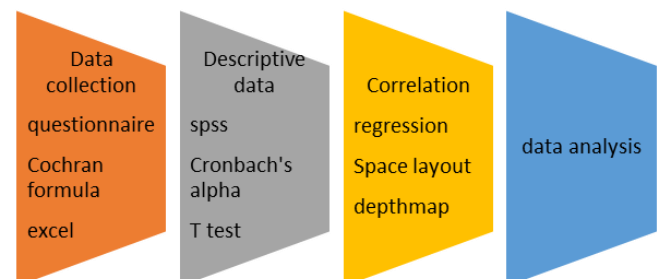 Data
collection
questionnaire
Cochran
formula
excel
Descriptive
data
spss
Cronbach's
alpha
T test
Correlation
regression
Space layout
depthmap
data analysis